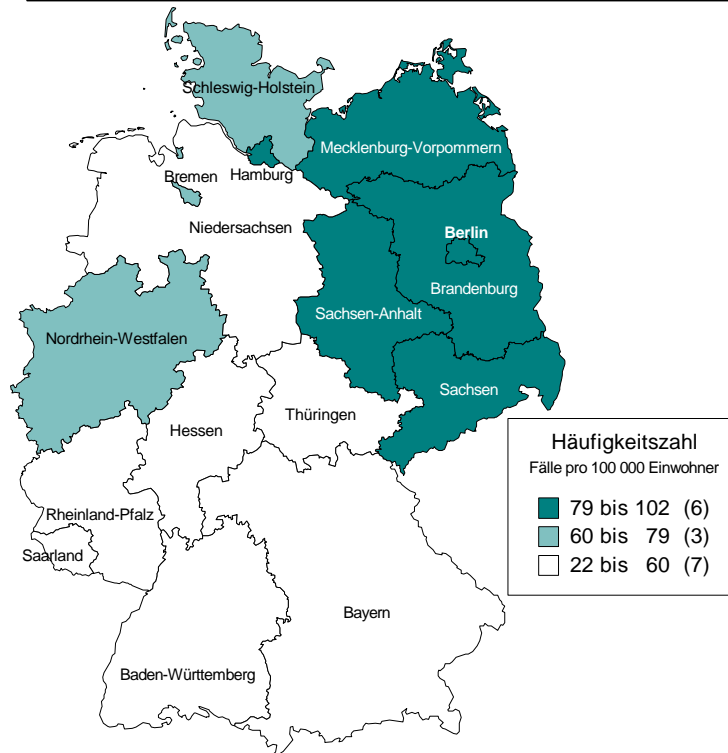 Schleswig-Holstein
Mecklenburg-Vorpommern
Bremen
Hamburg
Niedersachsen
Berlin
Brandenburg
Sachsen-Anhalt
Nordrhein-Westfalen
Sachsen
Thüringen
Hessen
Rheinland-Pfalz
Saarland
Bayern
Baden-Württemberg
Häufigkeitszahl
Fälle pro 100 000 Einwohner
79 bis 102 (6)
60 bis 79 (3)
22 bis 60 (7)